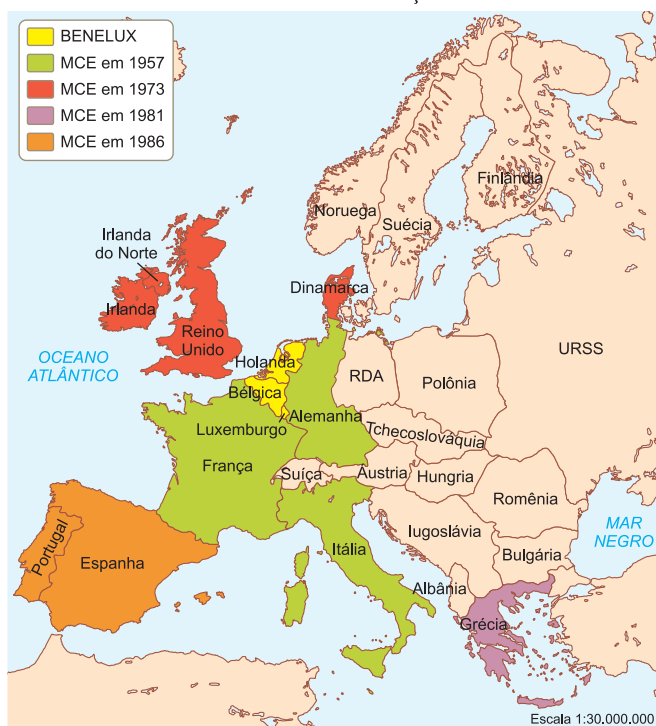 BENELUX
MCE em 1957
MCE em 1973
MCE em 1981
MCE em 1986
Finlândia
Noruega
Suécia
Irlanda
do Norte
Dinamarca
Irlanda
Reino
Unido
URSS
OCEANO
ATLÂNTICO
Holanda
RDA
Polônia
Bélgica
Luxemburgo
Alemanha
Tchecoslováquia
França
Suíça
Áustria
Hungria
Romênia
MAR
NEGRO
Iugoslávia
Portugal
Espanha
Itália
Bulgária
Albânia
Grécia
Escala 1:30.000.000